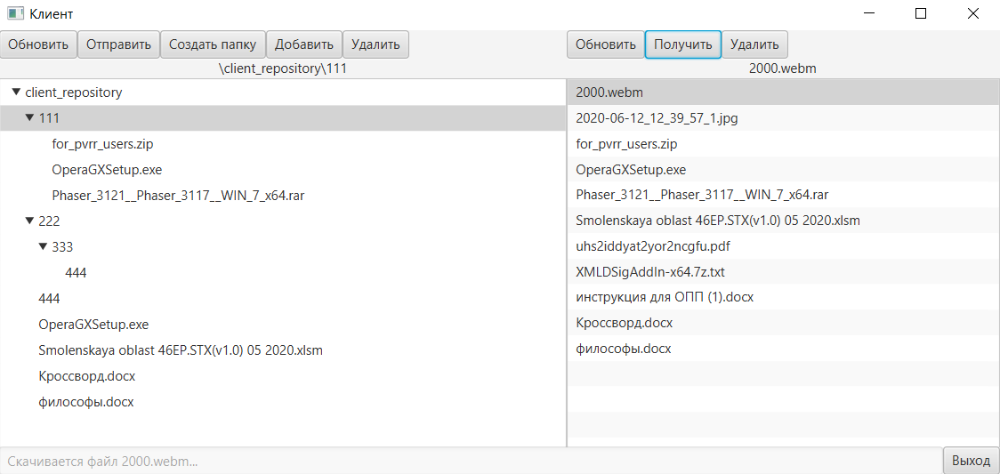 Клиент
Обновить Отправить Создать папку Добавить Удалить
\client_repository\111
client_repository
111
for_pvrr_users.zip
OperaGXSetup.exe
Phaser_3121__Phaser_3117__WIN_7_x64.rar
222
333
444
444
OperaGXSetup.exe
Smolenskaya oblast 46EP.STX(v1.0) 05 2020.xlsm
Кроссворд.docx
философы.docx
Обновить Получить Удалить
2000.webm
2000.webm
2020-06-12_12_39_57_1.jpg
for_pvrr_users.zip
OperaGXSetup.exe
Phaser_3121__Phaser_3117__WIN_7_x64.rar
Smolenskaya oblast 46EP.STX(v1.0) 05 2020.xlsm
uhs2iddyat2yor2ncgfu.pdf
XMLDSigAddIn-x64.7z.txt
инструкция для ОПП (1).docx
Кроссворд.docx
философы.docx
Скачивается файл 2000.webm...
Выход